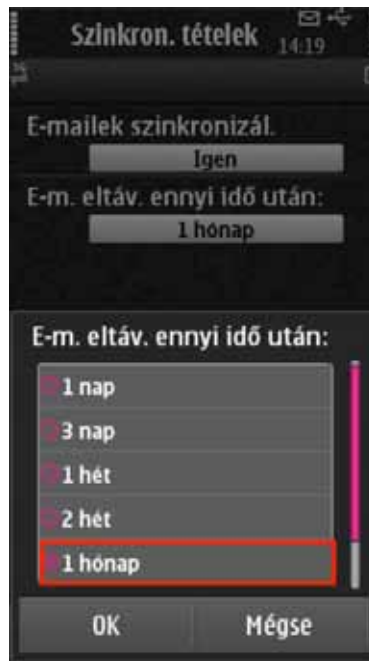 Szinkron. tételek
14:19
E-mailek szinkronizál.
Igen
E-m. eltáv. ennyi idő után:
1 hónap
E-m. eltáv. ennyi idő után:
1 nap
3 nap
1 hét
2 hét
1 hónap
OK Mégse